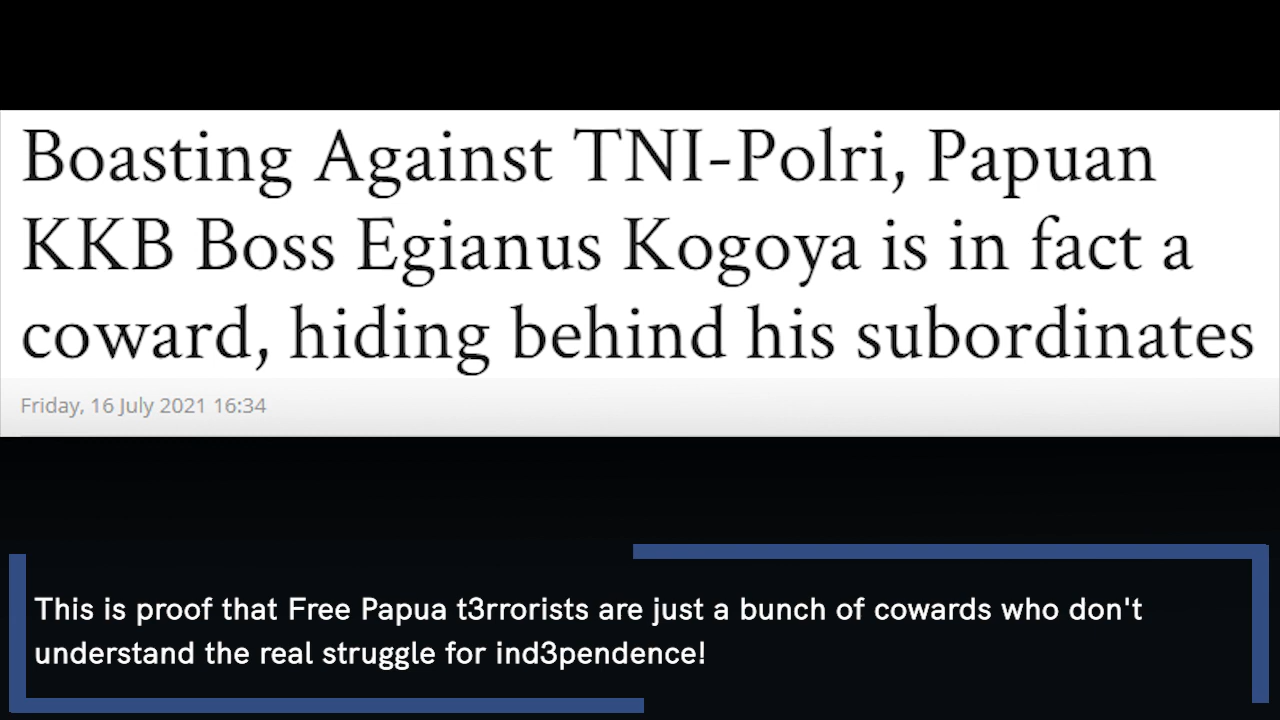 Boasting Against TNI-Polri, Papuan
KKB Boss Egianus Kogoya is in fact a
coward, hiding behind his subordinates
Friday, 16 July 2021 16:34
This is proof that Free Papua t3rrorists are just a bunch of cowards who don't
understand the real struggle for ind3pendence!